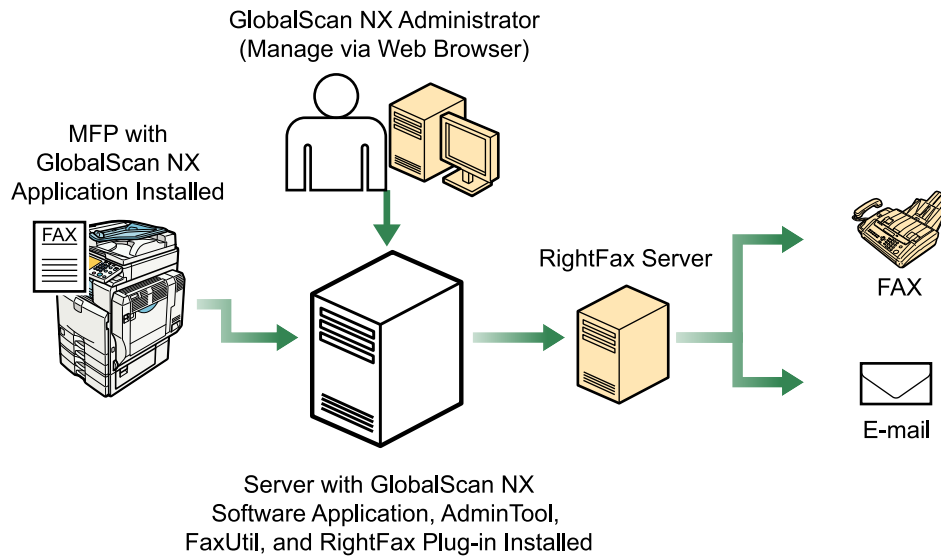 GlobalScan NX Administrator
(Manage via Web Browser)
MFP with
GlobalScan NX
Application Installed
FAX
RightFax Server
FAX
E-mail
Server with GlobalScan NX
Software Application, AdminTool,
FaxUtil, and RightFax Plug-in Installed